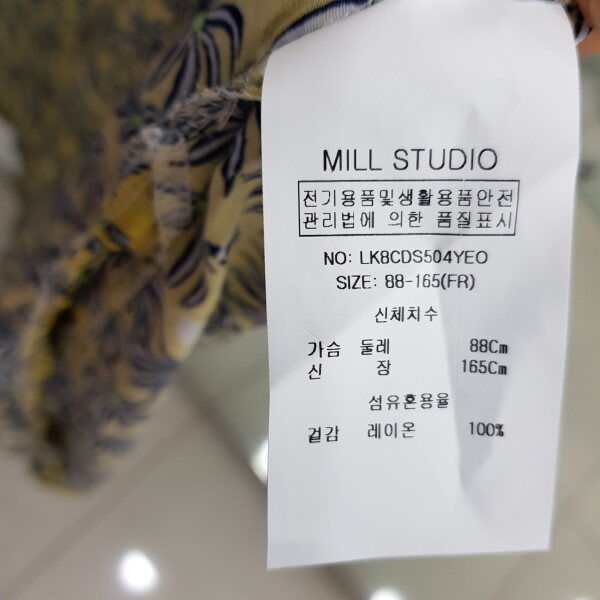 MILL STUDIO
전기용품및생활용품안전
관리법에 의한 품질표시
NO: LK8CDS504YEO
SIZE: 88-165(FR)
신체치수
가슴 둘레 88Cm
신 장 165Cm
섬유혼용율
겉감 레이온 100%